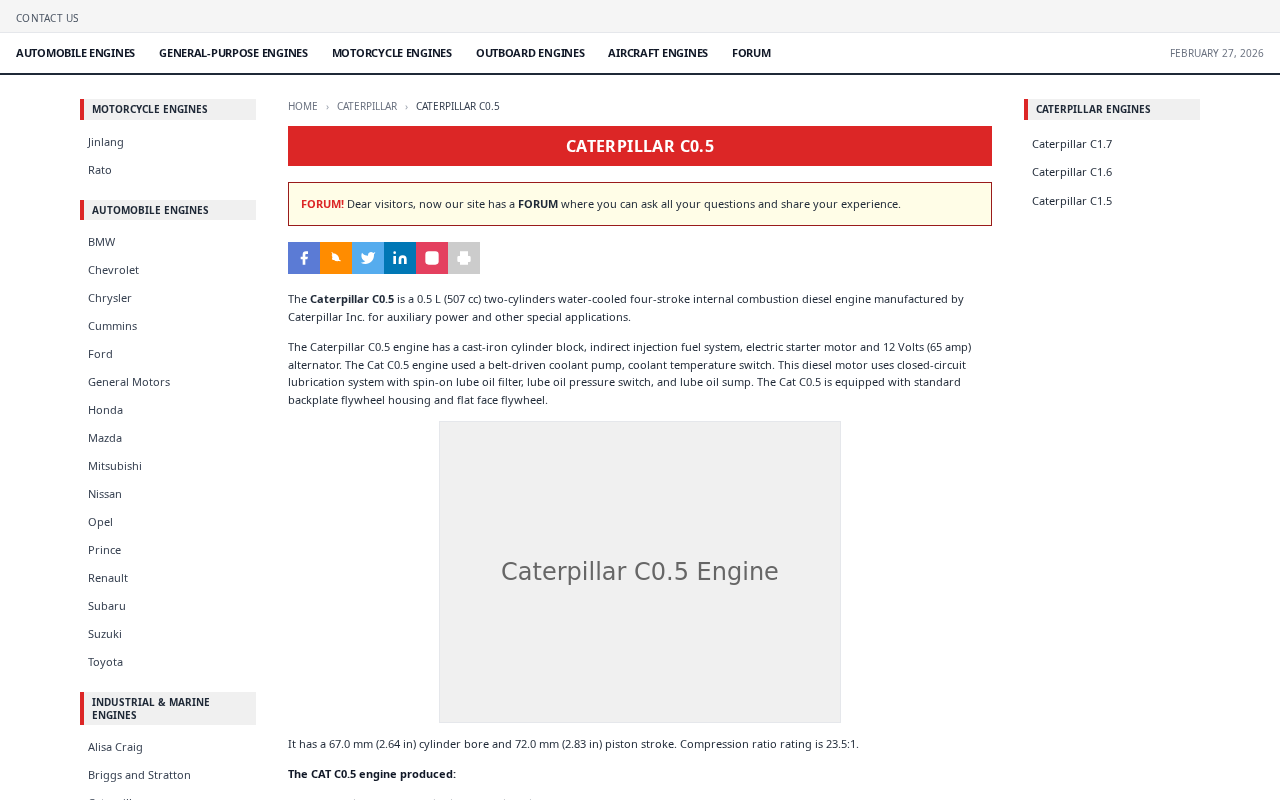 CONTACT US
AUTOMOBILE ENGINES
GENERAL-PURPOSE ENGINES
MOTORCYCLE ENGINES
OUTBOARD ENGINES
AIRCRAFT ENGINES
FORUM
FEBRUARY 27, 2026
MOTORCYCLE ENGINES
Jinlang
Rato
AUTOMOBILE ENGINES
BMW
Chevrolet
Chrysler
Cummins
Ford
General Motors
Honda
Mazda
Mitsubishi
Nissan
Opel
Prince
Renault
Subaru
Suzuki
Toyota
INDUSTRIAL & MARINE
ENGINES
Alisa Craig
Briggs and Stratton
HOME › CATERPILLAR › CATERPILLAR C0.5
CATERPILLAR C0.5
FORUM! Dear visitors, now our site has a FORUM where you can ask all your questions and share your experience.
The Caterpillar C0.5 is a 0.5 L (507 cc) two-cylinders water-cooled four-stroke internal combustion diesel engine manufactured by
Caterpillar Inc. for auxiliary power and other special applications.
The Caterpillar C0.5 engine has a cast-iron cylinder block, indirect injection fuel system, electric starter motor and 12 Volts (65 amp)
alternator. The Cat C0.5 engine used a belt-driven coolant pump, coolant temperature switch. This diesel motor uses closed-circuit
lubrication system with spin-on lube oil filter, lube oil pressure switch, and lube oil sump. The Cat C0.5 is equipped with standard
backplate flywheel housing and flat face flywheel.
Caterpillar C0.5 Engine
It has a 67.0 mm (2.64 in) cylinder bore and 72.0 mm (2.83 in) piston stroke. Compression ratio rating is 23.5:1.
The CAT C0.5 engine produced:
CATERPILLAR ENGINES
Caterpillar C1.7
Caterpillar C1.6
Caterpillar C1.5